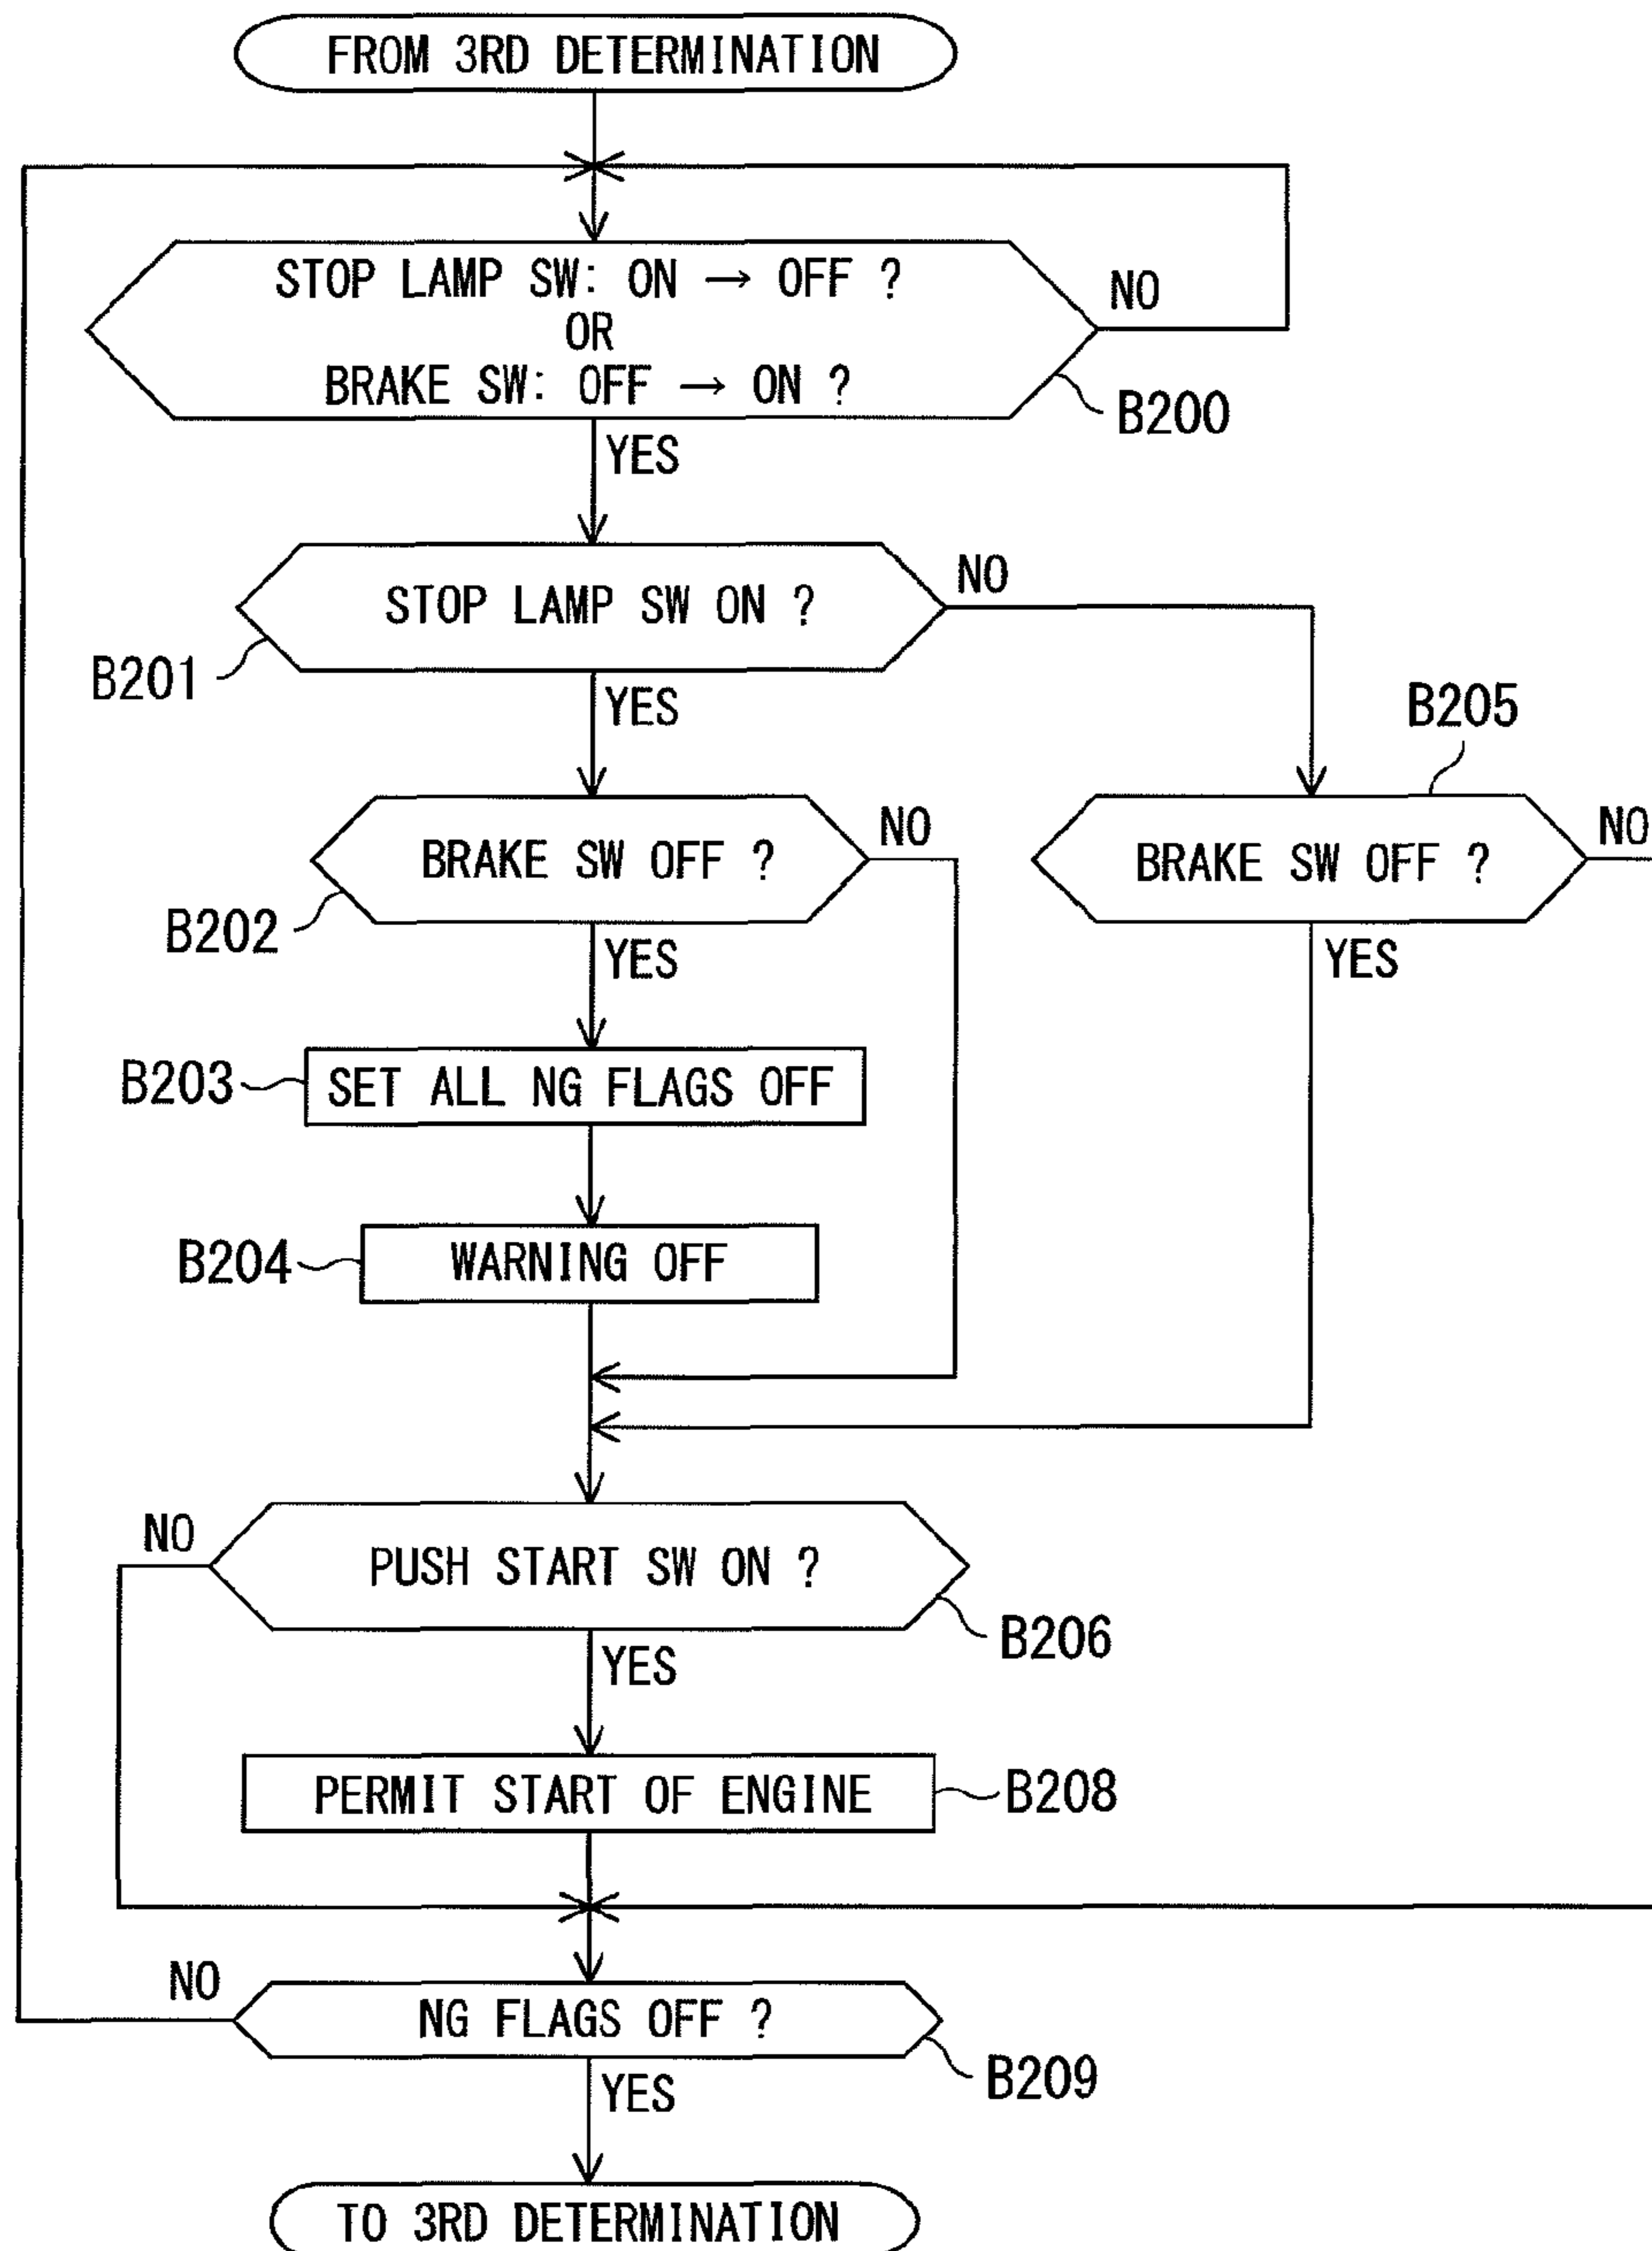 FROM 3RD DETERMINATION
STOP LAMP SW: ON → OFF ?
OR
BRAKE SW: OFF → ON ?
NO
B200
YES
STOP LAMP SW ON ?
NO
B201
YES
B205
BRAKE SW OFF ?
NO
BRAKE SW OFF ?
NO
B202
YES
YES
B203
SET ALL NG FLAGS OFF
B204
WARNING OFF
NO
PUSH START SW ON ?
B206
YES
PERMIT START OF ENGINE
B208
NO
NG FLAGS OFF ?
B209
YES
TO 3RD DETERMINATION